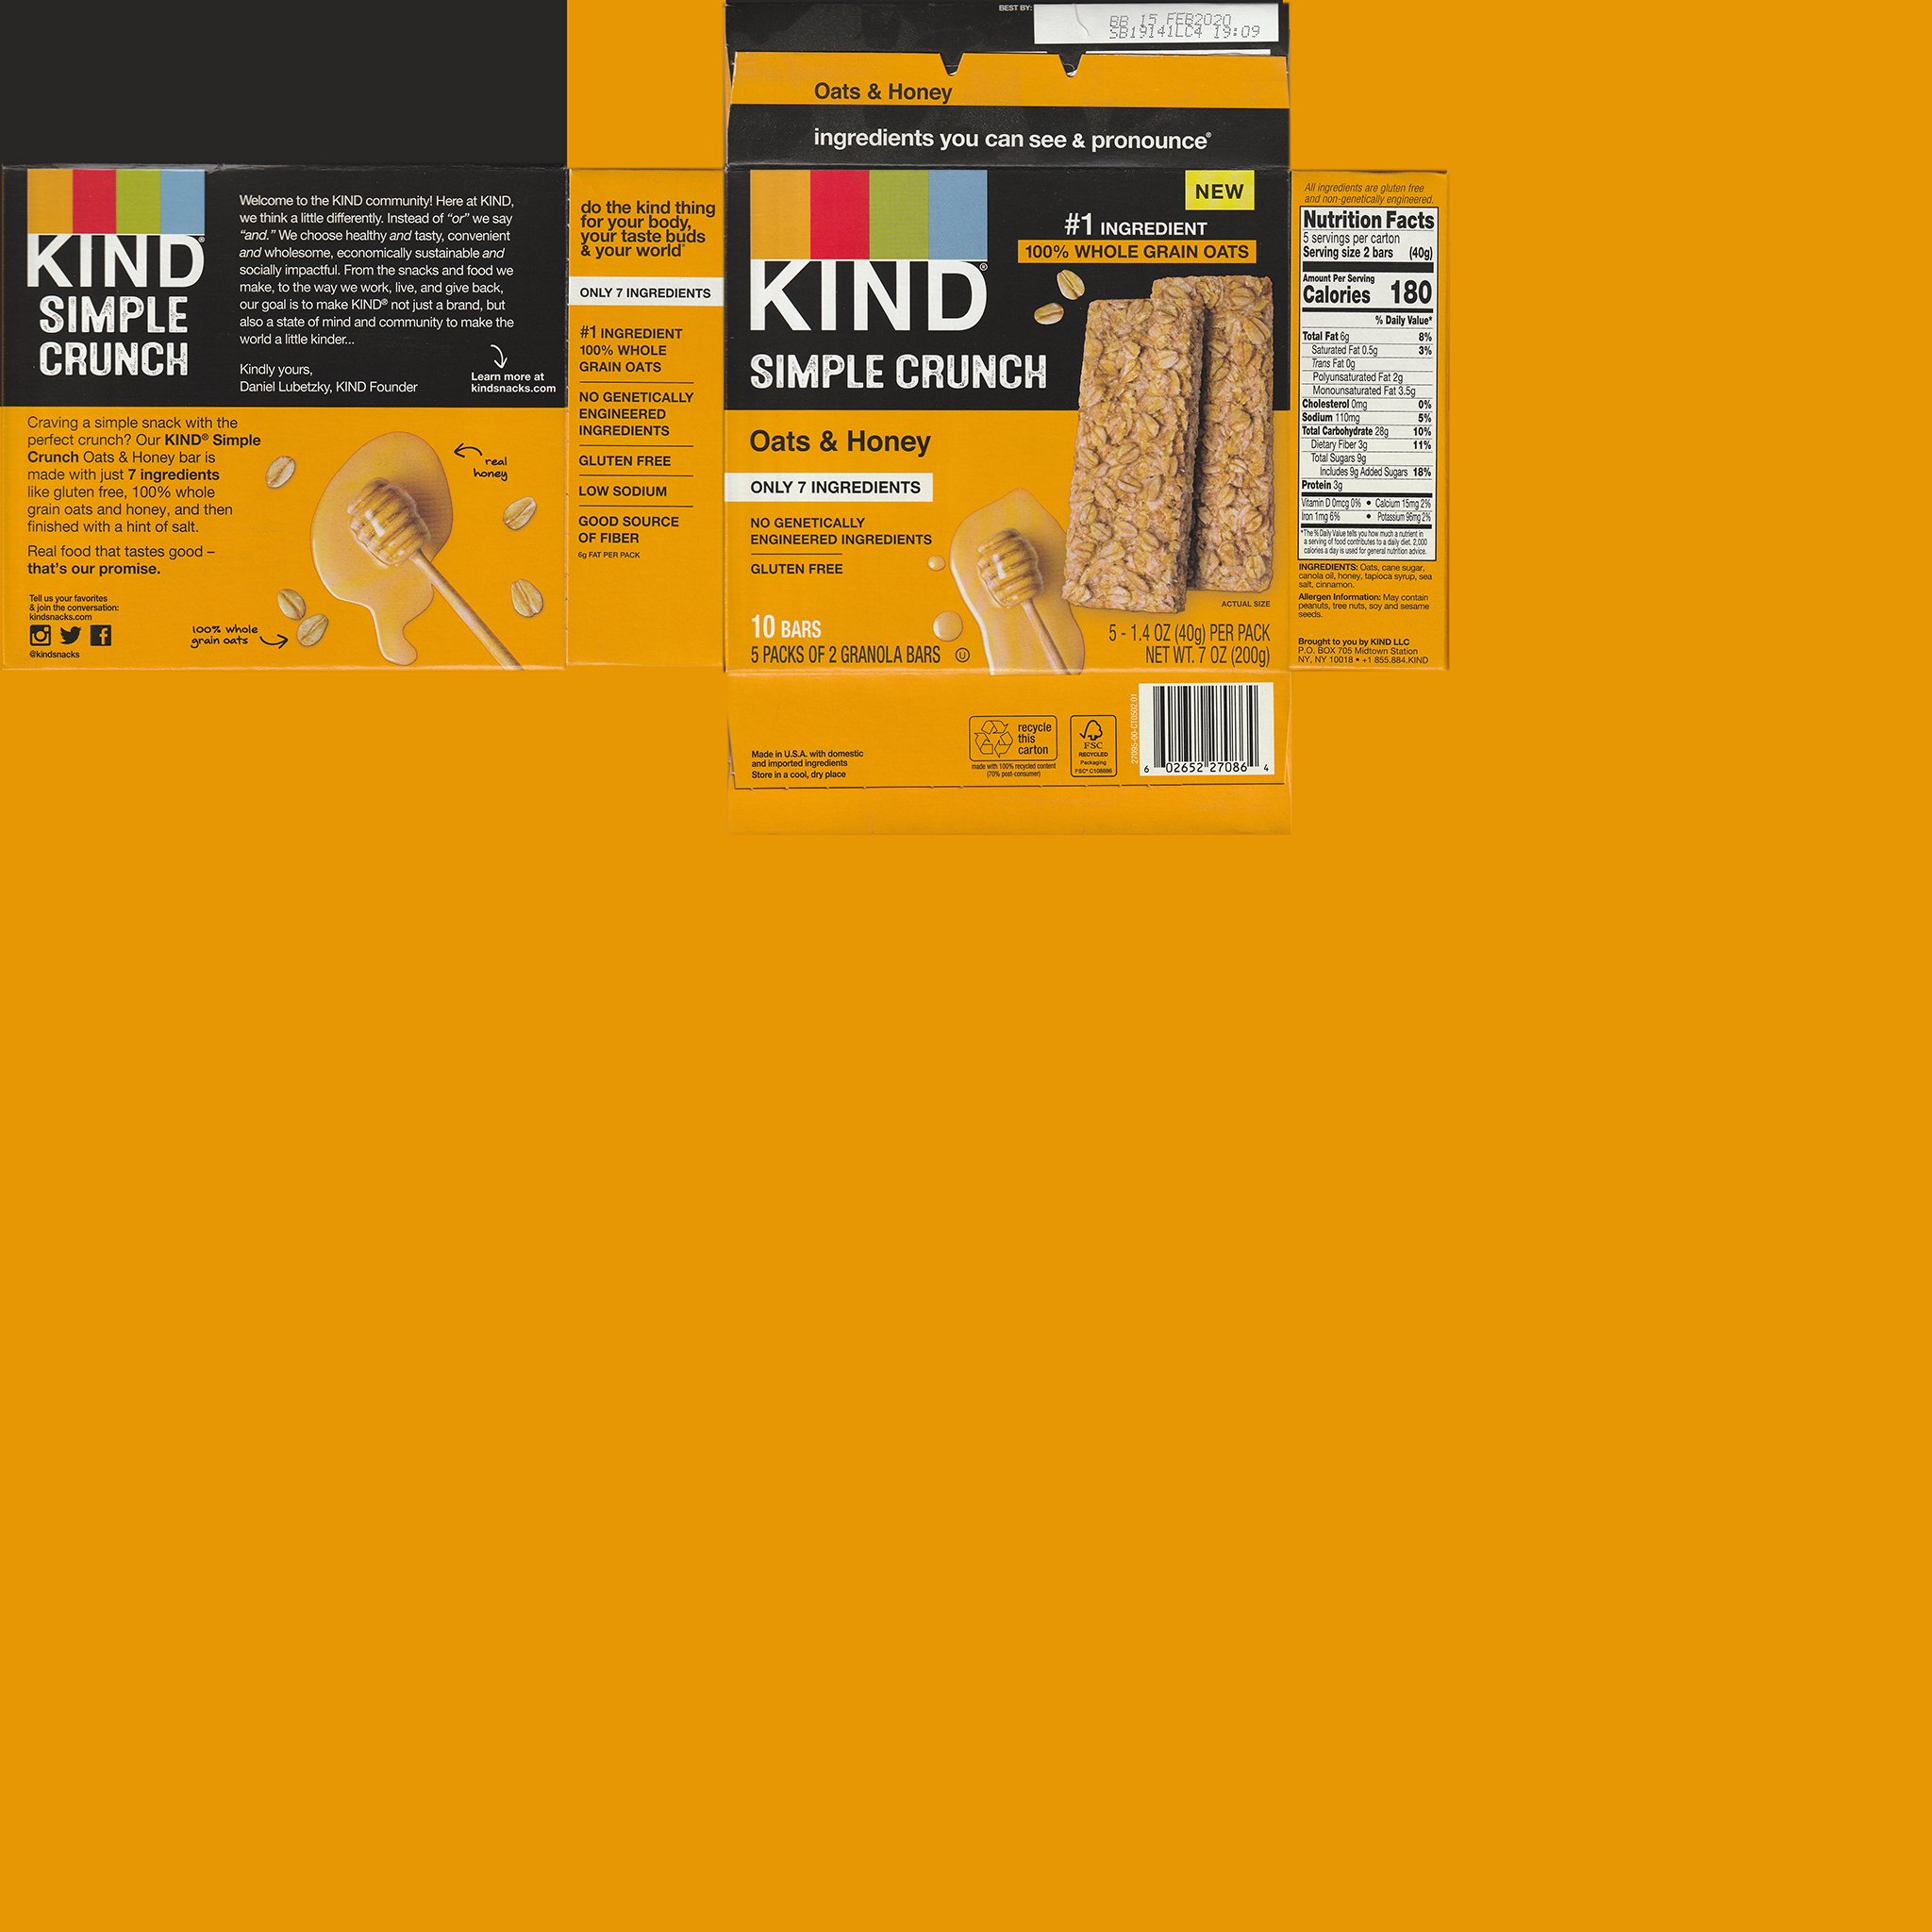 BEST BY:
BB 15 FEB2020
SB19141LC4 19:09
Oats & Honey
ingredients you can see & pronounce®
KIND®
SIMPLE
CRUNCH
Welcome to the KIND community! Here at KIND,
we think a little differently. Instead of "or" we say
"and." We choose healthy and tasty, convenient
and wholesome, economically sustainable and
socially impactful. From the snacks and food we
make, to the way we work, live, and give back,
our goal is to make KIND® not just a brand, but
also a state of mind and community to make the
world a little kinder...
Kindly yours,
Daniel Lubetzky, KIND Founder
Learn more at
kindsnacks.com
Craving a simple snack with the
perfect crunch? Our KIND® Simple
Crunch Oats & Honey bar is
made with just 7 ingredients
like gluten free, 100% whole
grain oats and honey, and then
finished with a hint of salt.
Real food that tastes good –
that's our promise.
Tell us your favorites
& join the conversation:
kindsnacks.com
@kindsnacks
real
honey
100% whole
grain oats
do the kind thing
for your body,
your taste buds
& your world®
ONLY 7 INGREDIENTS
#1 INGREDIENT
100% WHOLE
GRAIN OATS
NO GENETICALLY
ENGINEERED
INGREDIENTS
GLUTEN FREE
LOW SODIUM
GOOD SOURCE
OF FIBER
6g FAT PER PACK
NEW
#1 INGREDIENT
100% WHOLE GRAIN OATS
KIND®
SIMPLE CRUNCH
Oats & Honey
ONLY 7 INGREDIENTS
NO GENETICALLY
ENGINEERED INGREDIENTS
GLUTEN FREE
ACTUAL SIZE
10 BARS
5 PACKS OF 2 GRANOLA BARS U
5 - 1.4 OZ (40g) PER PACK
NET WT. 7 OZ (200g)
All ingredients are gluten free
and non-genetically engineered.
Nutrition Facts
5 servings per carton
Serving size 2 bars (40g)
Amount Per Serving
Calories 180
% Daily Value*
Total Fat 6g 8%
Saturated Fat 0.5g 3%
Trans Fat 0g
Polyunsaturated Fat 2g
Monounsaturated Fat 3.5g
Cholesterol 0mg 0%
Sodium 110mg 5%
Total Carbohydrate 28g 10%
Dietary Fiber 3g 11%
Total Sugars 9g
Includes 9g Added Sugars 18%
Protein 3g
Vitamin D 0mcg 0% • Calcium 15mg 2%
Iron 1mg 6% • Potassium 96mg 2%
*The % Daily Value tells you how much a nutrient in
a serving of food contributes to a daily diet. 2,000
calories a day is used for general nutrition advice.
INGREDIENTS: Oats, cane sugar,
canola oil, honey, tapioca syrup, sea
salt, cinnamon.
Allergen Information: May contain
peanuts, tree nuts, soy and sesame
seeds.
Brought to you by KIND LLC
P.O. BOX 705 Midtown Station
NY, NY 10018 • +1 855.884.KIND
Made in U.S.A. with domestic
and imported ingredients
Store in a cool, dry place
recycle
this
carton
made with 100% recycled content
(70% post-consumer)
FSC
RECYCLED
Packaging
FSC® C108886
27095-00-CT0502.01
6 02652 27086 4